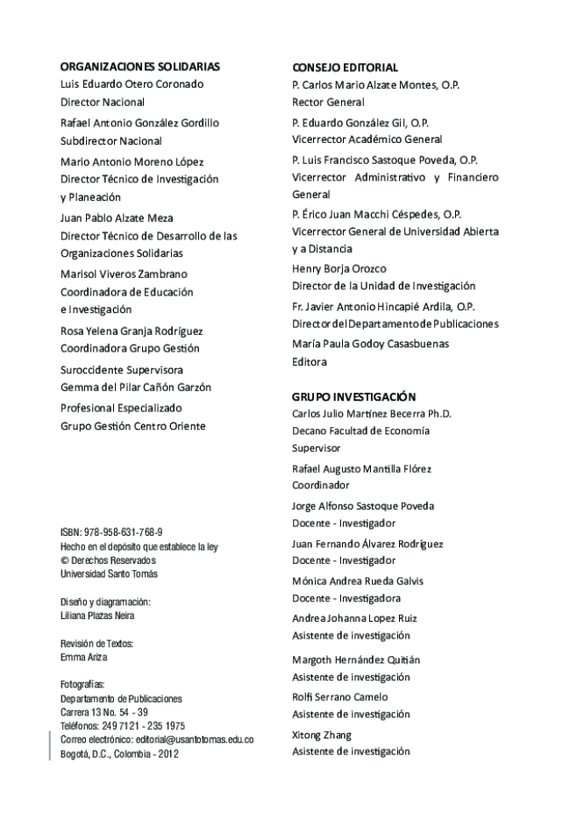 ORGANIZACIONES SOLIDARIAS
Luis Eduardo Otero Coronado
Director Nacional
Rafael Antonio González Gordillo
Subdirector Nacional
Mario Antonio Moreno López
Director Técnico de Investigación
y Planeación
Juan Pablo Alzate Meza
Director Técnico de Desarrollo de las
Organizaciones Solidarias
Marisol Viveros Zambrano
Coordinadora de Educación
e Investigación
Rosa Yelena Granja Rodríguez
Coordinadora Grupo Gestión
Suroccidente Supervisora
Gemma del Pilar Cañón Garzón
Profesional Especializado
Grupo Gestión Centro Oriente
ISBN: 978-958-631-768-9
Hecho en el depósito que establece la ley
© Derechos Reservados
Universidad Santo Tomás
Diseño y diagramación:
Liliana Plazas Neira
Revisión de Textos:
Emma Ariza
Fotografías:
Departamento de Publicaciones
Carrera 13 No. 54 - 39
Teléfonos: 249 7121 - 235 1975
Correo electrónico: editorial@usantotomas.edu.co
Bogotá, D.C., Colombia - 2012
CONSEJO EDITORIAL
P. Carlos Mario Alzate Montes, O.P.
Rector General
P. Eduardo González Gil, O.P.
Vicerrector Académico General
P. Luis Francisco Sastoque Poveda, O.P.
Vicerrector Administrativo y Financiero
General
P. Érico Juan Macchi Céspedes, O.P.
Vicerrector General de Universidad Abierta
y a Distancia
Henry Borja Orozco
Director de la Unidad de Investigación
Fr. Javier Antonio Hincapié Ardila, O.P.
Director del Departamento de Publicaciones
María Paula Godoy Casasbuenas
Editora
GRUPO INVESTIGACIÓN
Carlos Julio Martínez Becerra Ph.D.
Decano Facultad de Economía
Supervisor
Rafael Augusto Mantilla Flórez
Coordinador
Jorge Alfonso Sastoque Poveda
Docente - Investigador
Juan Fernando Álvarez Rodríguez
Docente - Investigador
Mónica Andrea Rueda Galvis
Docente - Investigadora
Andrea Johanna Lopez Ruiz
Asistente de investigación
Margoth Hernández Quitián
Asistente de investigación
Rolfi Serrano Camelo
Asistente de investigación
Xitong Zhang
Asistente de investigación